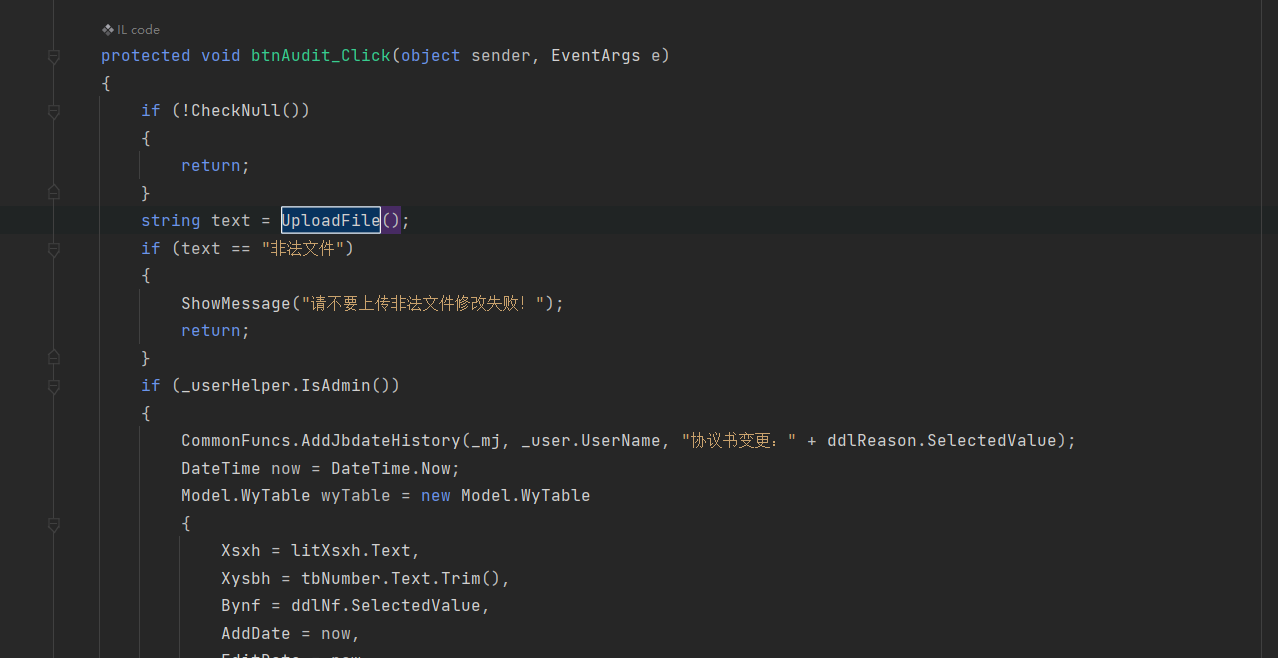 IL code
protected void btnAudit_Click(object sender, EventArgs e)
{
if (!CheckNull())
{
return;
}
string text = UploadFile();
if (text == "非法文件")
{
ShowMessage("请不要上传非法文件修改失败！");
return;
}
if (_userHelper.IsAdmin())
{
CommonFuncs.AddJbdateHistory(_mj, _user.UserName, "协议书变更：" + ddlReason.SelectedValue);
DateTime now = DateTime.Now;
Model.WyTable wyTable = new Model.WyTable
{
Xsxh = litXsxh.Text,
Xysbh = tbNumber.Text.Trim(),
Bynf = ddlNf.SelectedValue,
AddDate = now,